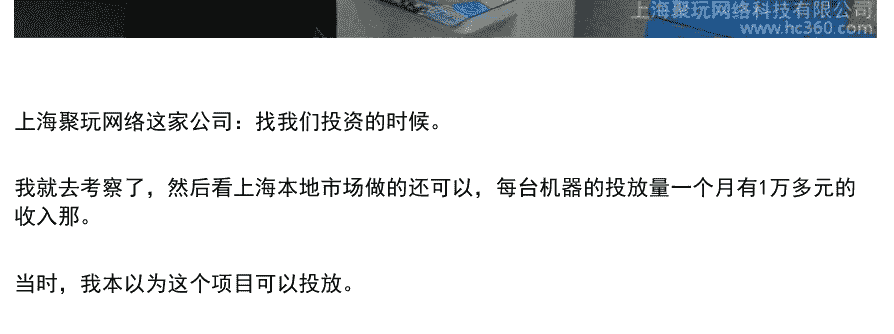 上海聚玩网络科技有限公司
www.hc360.com
上海聚玩网络这家公司：找我们投资的时候。
我就去考察了，然后看上海本地市场做的还可以，每台机器的投放量一个月有1万多元的
收入那。
当时，我本以为这个项目可以投放。